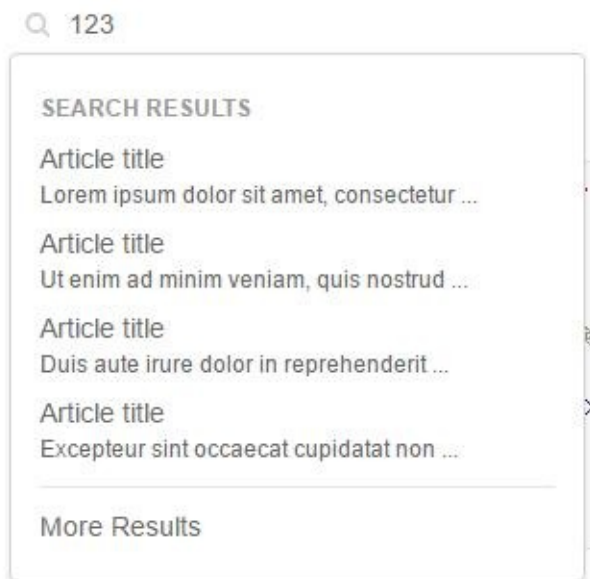 123
SEARCH RESULTS
Article title
Lorem ipsum dolor sit amet, consectetur ...
Article title
Ut enim ad minim veniam, quis nostrud ...
Article title
Duis aute irure dolor in reprehenderit ...
Article title
Excepteur sint occaecat cupidatat non ...
More Results